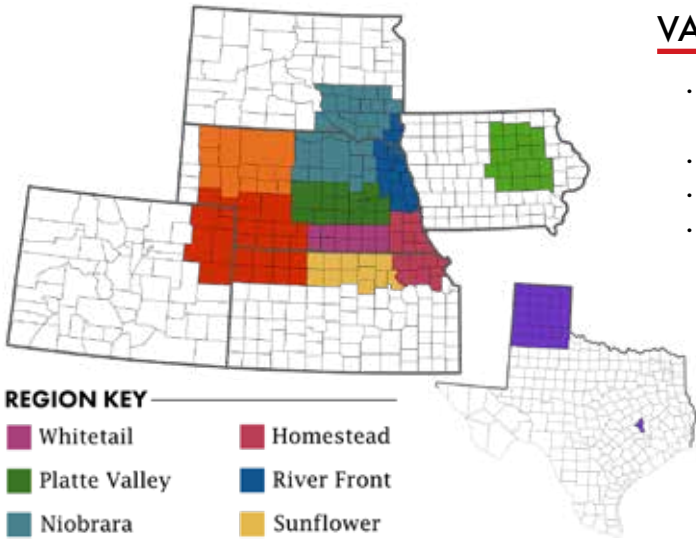 VA
REGION KEY
Whitetail
Homestead
Platte Valley
River Front
Niobrara
Sunflower